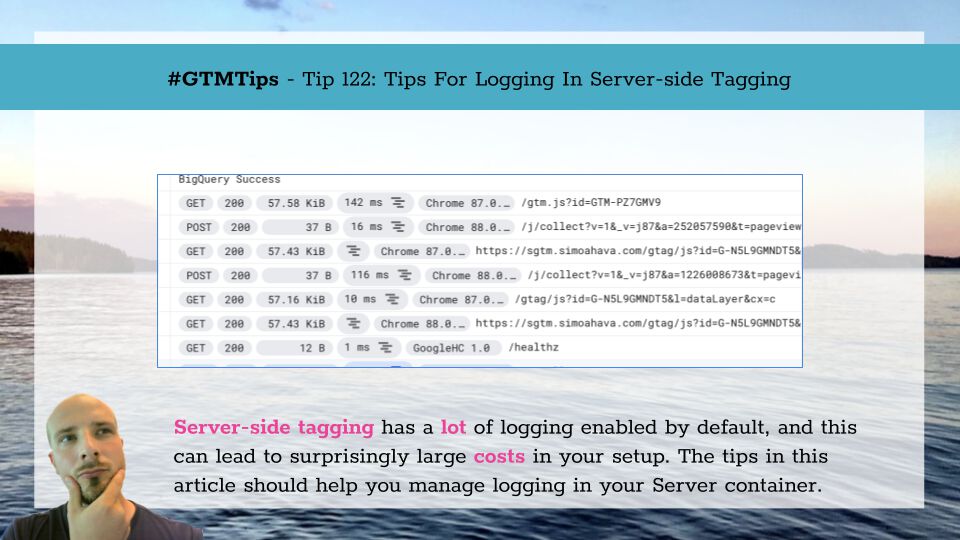 #GTMTips - Tip 122: Tips For Logging In Server-side Tagging
BigQuery Success
GET 200 57.58 KiB 142 ms Chrome 87.0.… /gtm.js?id=GTM-PZ7GMV9
POST 200 37 B 16 ms Chrome 88.0.… /j/collect?v=1&_v=j87&a=252057590&t=pageview
GET 200 57.43 KiB Chrome 87.0.… https://sgtm.simoahava.com/gtag/js?id=G-N5L9GMNDT5&
POST 200 37 B 116 ms Chrome 88.0.… /j/collect?v=1&_v=j87&a=1226008673&t=pagevi
GET 200 57.16 KiB 10 ms Chrome 87.0.… /gtag/js?id=G-N5L9GMNDT5&l=dataLayer&cx=c
GET 200 57.43 KiB Chrome 88.0.… https://sgtm.simoahava.com/gtag/js?id=G-N5L9GMNDT5&
GET 200 12 B 1 ms GoogleHC 1.0 /healthz
Server-side tagging has a lot of logging enabled by default, and this
can lead to surprisingly large costs in your setup. The tips in this
article should help you manage logging in your Server container.